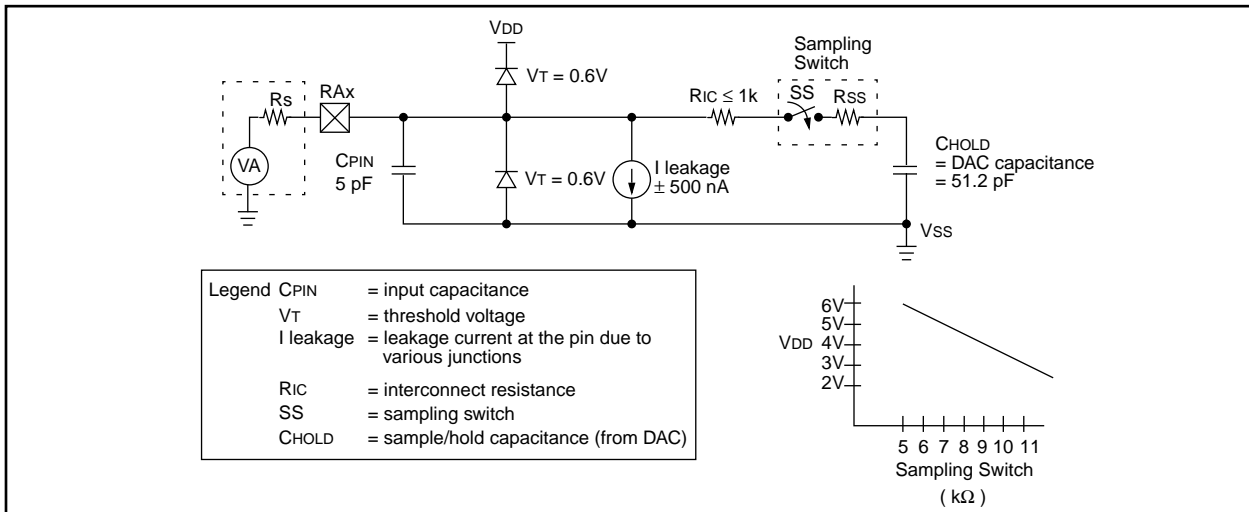 VDD
Sampling
Switch
VT = 0.6V
Rs
RAx
RIC ≤ 1k
SS
RSS
VA
CPIN
5 pF
VT = 0.6V
I leakage
± 500 nA
CHOLD
= DAC capacitance
= 51.2 pF
VSS
Legend CPIN = input capacitance
VT = threshold voltage
I leakage = leakage current at the pin due to
various junctions
RIC = interconnect resistance
SS = sampling switch
CHOLD = sample/hold capacitance (from DAC)
VDD
6V
5V
4V
3V
2V
5 6 7 8 9 10 11
Sampling Switch
( kΩ )